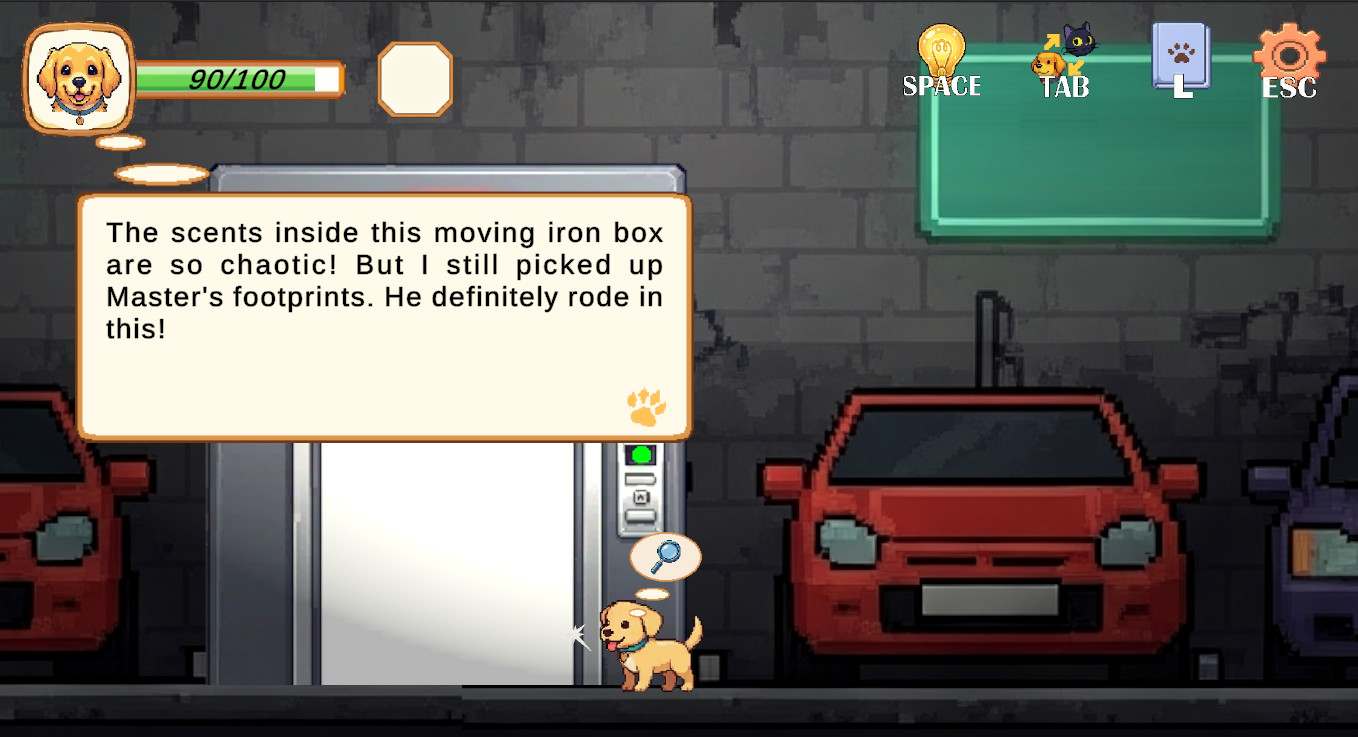 90/100
SPACE
TAB
L
ESC
The scents inside this moving iron box
are so chaotic! But I still picked up
Master's footprints. He definitely rode in
this!